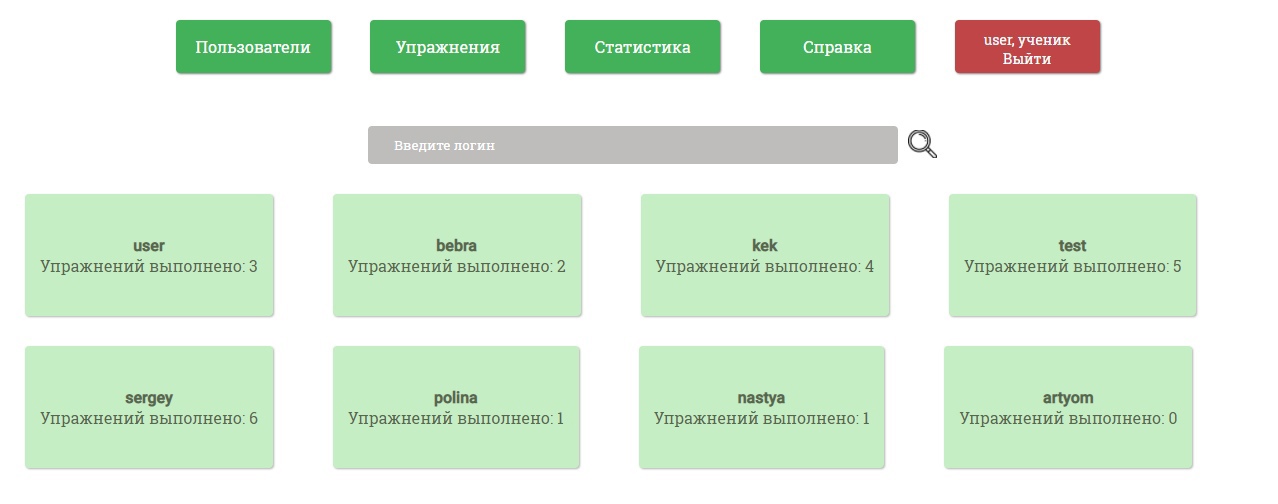 Пользователи
Упражнения
Статистика
Справка
user, ученик
Выйти
Введите логин
user
Упражнений выполнено: 3
bebra
Упражнений выполнено: 2
kek
Упражнений выполнено: 4
test
Упражнений выполнено: 5
sergey
Упражнений выполнено: 6
polina
Упражнений выполнено: 1
nastya
Упражнений выполнено: 1
artyom
Упражнений выполнено: 0